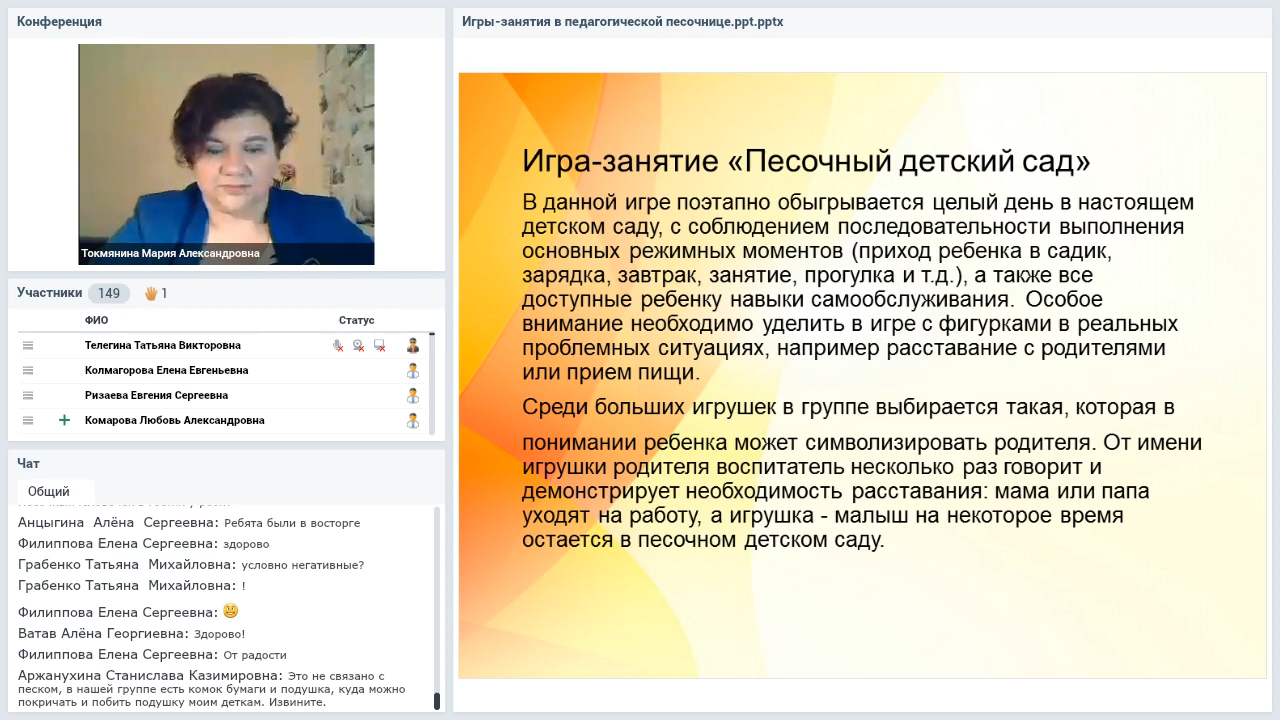 Конференция
Токмянина Мария Александровна
Участники 149 1
ФИО Статус
Телегина Татьяна Викторовна
Колмагорова Елена Евгеньевна
Ризаева Евгения Сергеевна
Комарова Любовь Александровна
Чат
Общий
Анцыгина Алёна Сергеевна: Ребята были в восторге
Филиппова Елена Сергеевна: здорово
Грабенко Татьяна Михайловна: условно негативные?
Грабенко Татьяна Михайловна: !
Филиппова Елена Сергеевна:
Ватав Алёна Георгиевна: Здорово!
Филиппова Елена Сергеевна: От радости
Аржанухина Станислава Казимировна: Это не связано с
песком, в нашей группе есть комок бумаги и подушка, куда можно
покричать и побить подушку моим деткам. Извините.
Игры-занятия в педагогической песочнице.ppt.pptx
Игра-занятие «Песочный детский сад»
В данной игре поэтапно обыгрывается целый день в настоящем
детском саду, с соблюдением последовательности выполнения
основных режимных моментов (приход ребенка в садик,
зарядка, завтрак, занятие, прогулка и т.д.), а также все
доступные ребенку навыки самообслуживания. Особое
внимание необходимо уделить в игре с фигурками в реальных
проблемных ситуациях, например расставание с родителями
или прием пищи.
Среди больших игрушек в группе выбирается такая, которая в
понимании ребенка может символизировать родителя. От имени
игрушки родителя воспитатель несколько раз говорит и
демонстрирует необходимость расставания: мама или папа
уходят на работу, а игрушка - малыш на некоторое время
остается в песочном детском саду.